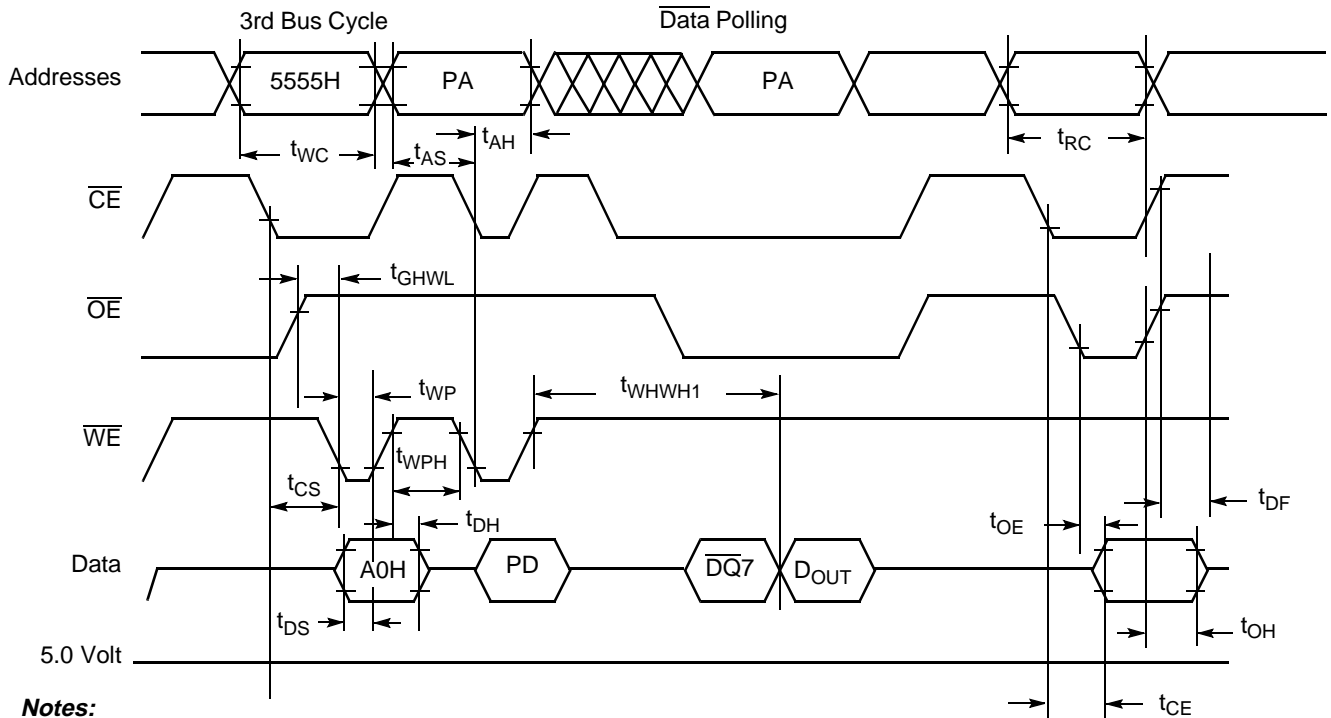 3rd Bus Cycle Data Polling
Addresses 5555H PA PA
tWC tAS tAH tRC
CE
tGHWL
OE
tWP tWHWH1
WE
tWPH
tCS tDH tOE tDF
Data A0H PD DQ7 DOUT
tDS tOH
5.0 Volt
tCE
Notes: